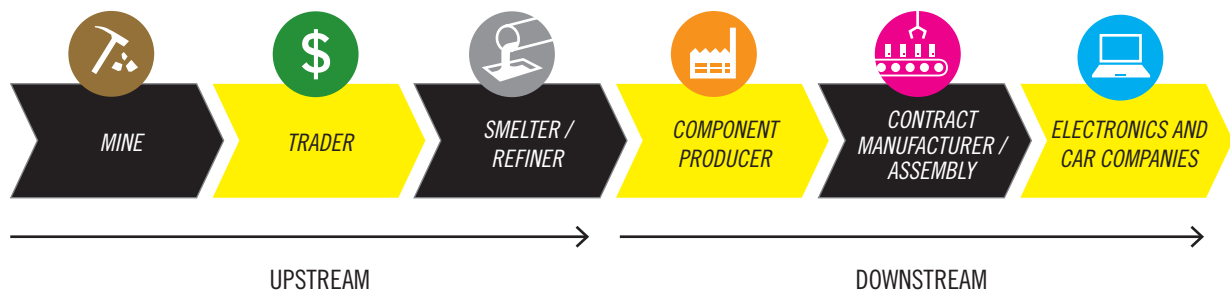 $
MINE
TRADER
SMELTER /
REFINER
COMPONENT
PRODUCER
CONTRACT
MANUFACTURER /
ASSEMBLY
ELECTRONICS AND
CAR COMPANIES
UPSTREAM
DOWNSTREAM